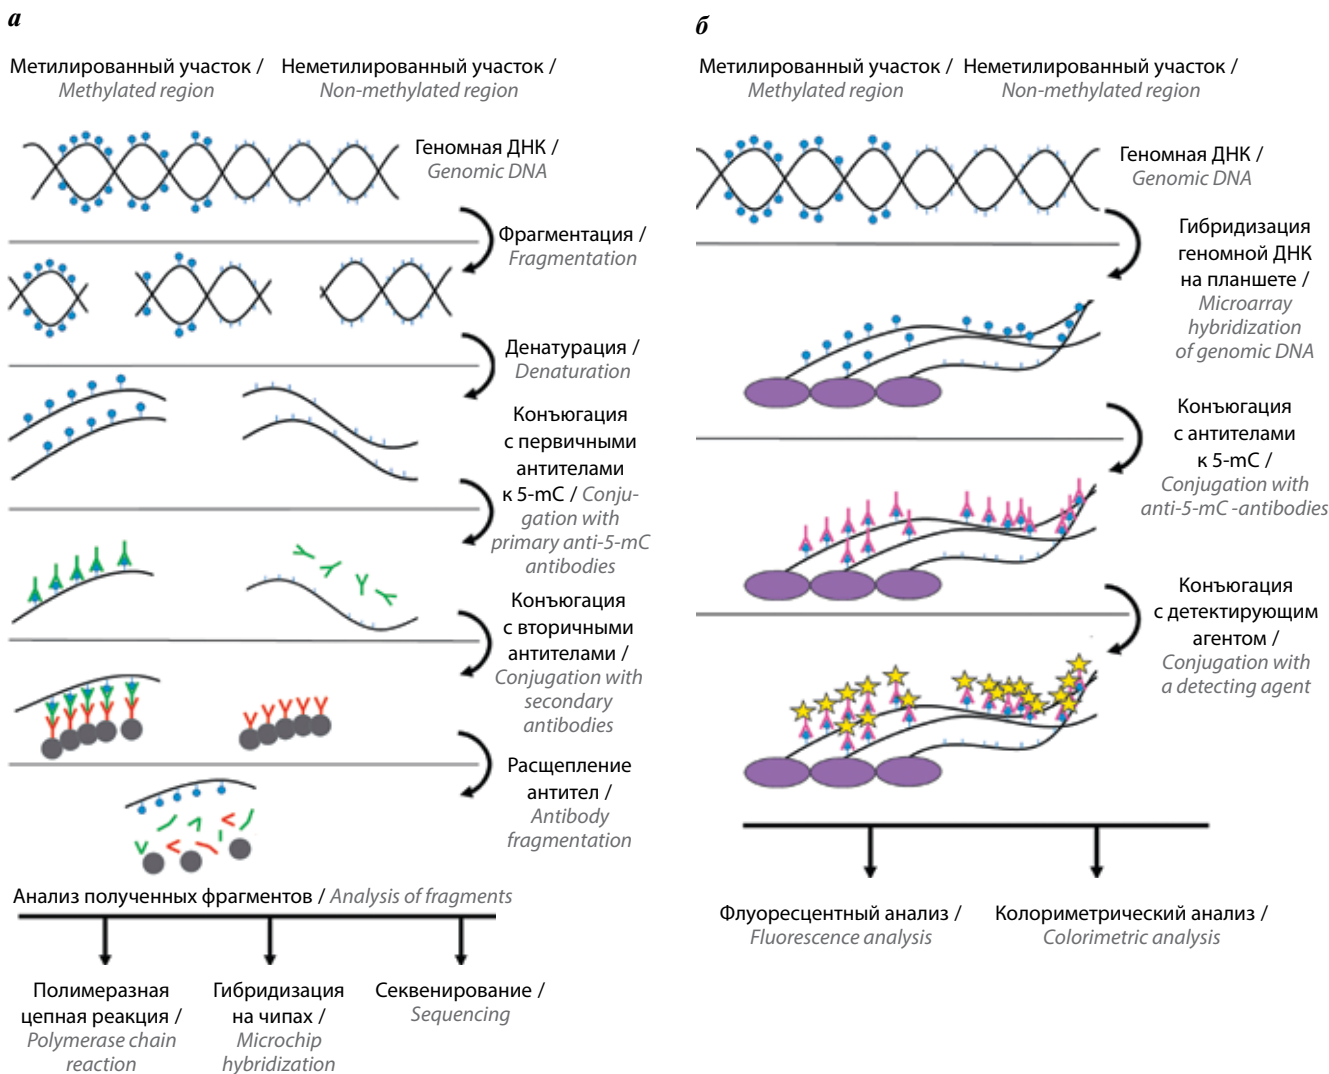 а
Метилированный участок /
Methylated region
Неметилированный участок /
Non-methylated region
Геномная ДНК /
Genomic DNA
Фрагментация /
Fragmentation
Денатурация /
Denaturation
Конъюгация
с первичными
антителами
к 5-mC / Conju-
gation with
primary anti-5-mC
antibodies
Конъюгация
с вторичными
антителами /
Conjugation with
secondary
antibodies
Расщепление
антител /
Antibody
fragmentation
Анализ полученных фрагментов / Analysis of fragments
Полимеразная
цепная реакция /
Polymerase chain
reaction
Гибридизация
на чипах /
Microchip
hybridization
Секвенирование /
Sequencing
б
Метилированный участок /
Methylated region
Неметилированный участок /
Non-methylated region
Геномная ДНК /
Genomic DNA
Гибридизация
геномной ДНК
на планшете /
Microarray
hybridization
of genomic DNA
Конъюгация
с антителами
к 5-mC /
Conjugation with
anti-5-mC -antibodies
Конъюгация
с детектирующим
агентом /
Conjugation with
a detecting agent
Флуоресцентный анализ /
Fluorescence analysis
Колориметрический анализ /
Colorimetric analysis